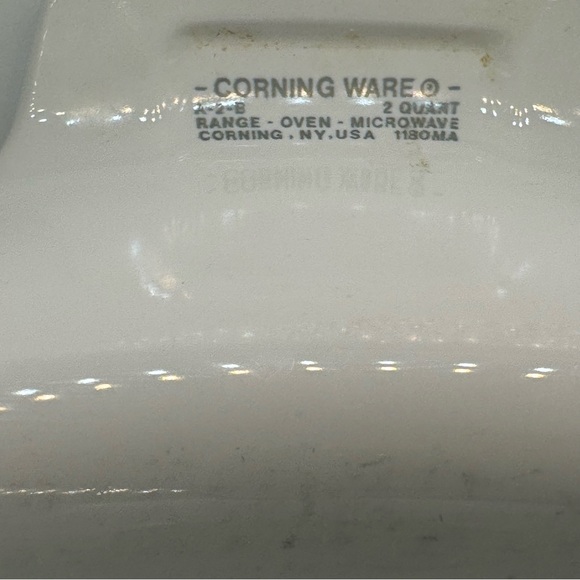 - CORNING WARE® -
A-2-B 2 QUART
RANGE - OVEN - MICROWAVE
CORNING, NY. USA 1180MA